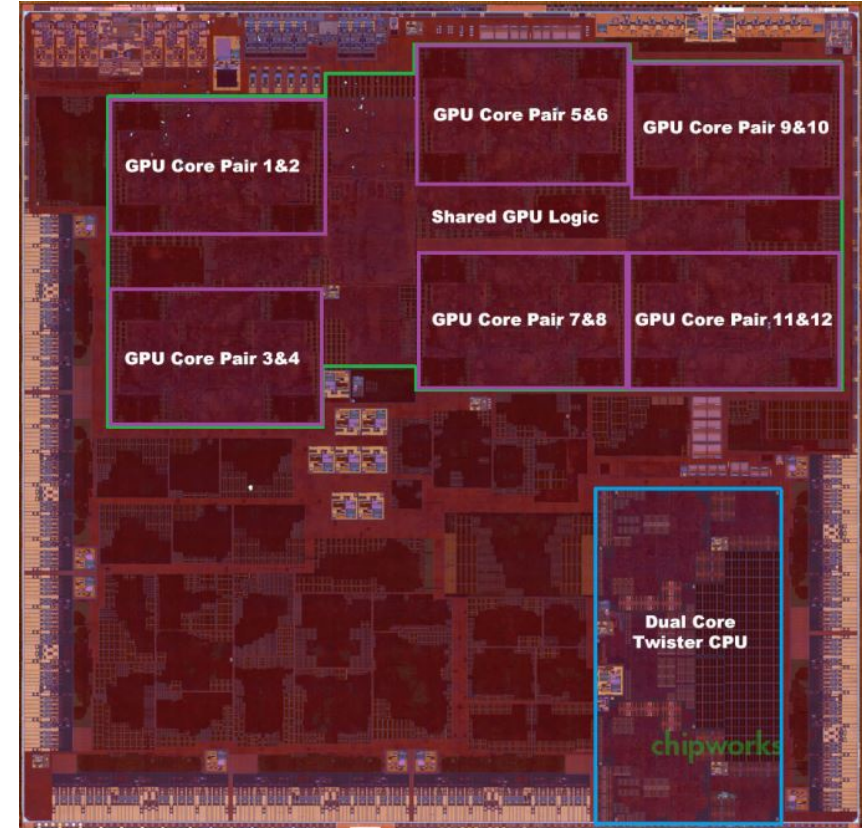 GPU Core Pair 5&6
GPU Core Pair 9&10
GPU Core Pair 1&2
Shared GPU Logic
GPU Core Pair 7&8
GPU Core Pair 11&12
GPU Core Pair 3&4
Dual Core
Twister CPU
chipworks